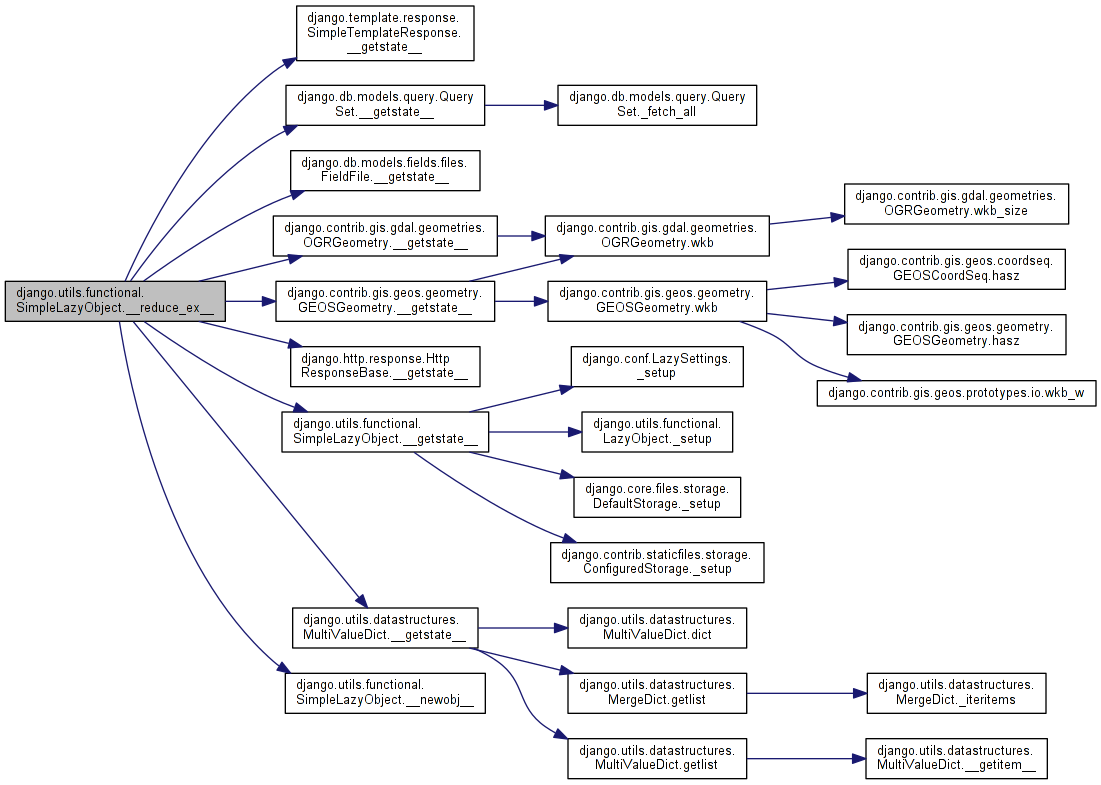 django.template.response.
SimpleTemplateResponse.
__getstate__
django.db.models.query.Query
Set.__getstate__
django.db.models.query.Query
Set._fetch_all
django.db.models.fields.files.
FieldFile.__getstate__
django.contrib.gis.gdal.geometries.
OGRGeometry.__getstate__
django.contrib.gis.gdal.geometries.
OGRGeometry.wkb
django.contrib.gis.gdal.geometries.
OGRGeometry.wkb_size
django.utils.functional.
SimpleLazyObject.__reduce_ex__
django.contrib.gis.geos.geometry.
GEOSGeometry.__getstate__
django.contrib.gis.geos.geometry.
GEOSGeometry.wkb
django.contrib.gis.geos.coordseq.
GEOSCoordSeq.hasz
django.contrib.gis.geos.geometry.
GEOSGeometry.hasz
django.contrib.gis.geos.prototypes.io.wkb_w
django.http.response.Http
ResponseBase.__getstate__
django.utils.functional.
SimpleLazyObject.__getstate__
django.conf.LazySettings.
_setup
django.utils.functional.
LazyObject._setup
django.core.files.storage.
DefaultStorage._setup
django.contrib.staticfiles.storage.
ConfiguredStorage._setup
django.utils.datastructures.
MultiValueDict.__getstate__
django.utils.datastructures.
MultiValueDict.dict
django.utils.datastructures.
MergeDict.getlist
django.utils.datastructures.
MergeDict._iteritems
django.utils.functional.
SimpleLazyObject.__newobj__
django.utils.datastructures.
MultiValueDict.getlist
django.utils.datastructures.
MultiValueDict.__getitem__